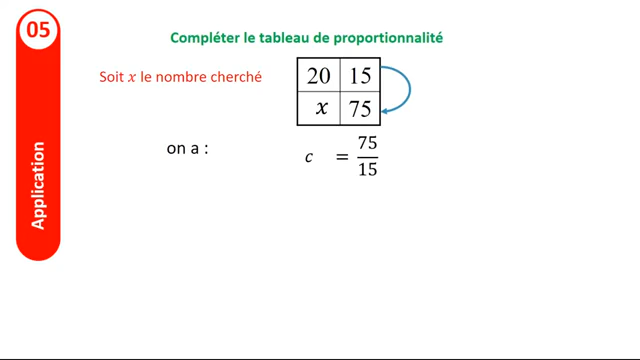 05
Application
Compléter le tableau de proportionnalité
Soit x le nombre cherché
20 15
x 75
on a : c = 75/15